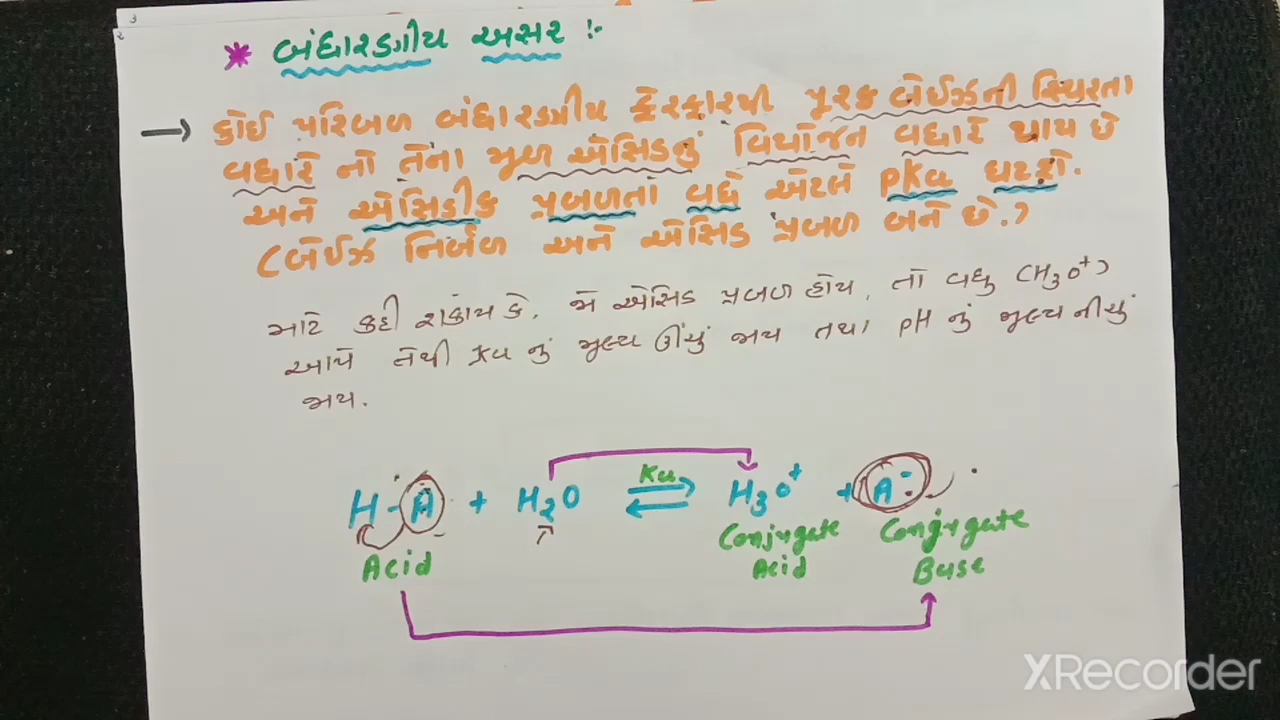 * બંધારણીય અસર :-
→ કોઈ પરિબળ બંધારણીય ફેરફારથી પૂરક બેઈઝની સ્થિરતા
વધારે તો તેના મૂળ એસિડનું વિયોજન વધારે થાય છે
અને એસિડીક પ્રબળતા વધે એટલે pKa ઘટશે.
(બેઈઝ નિર્બળ અને એસિડ પ્રબળ બને છે.)
માટે કહી શકાય કે, જો એસિડ પ્રબળ હોય, તો વધુ (H₃O⁺)
આપે તેથી Ka નું મૂલ્ય ઊંચું જાય તથા pH નું મૂલ્ય નીચું
જાય.
H-A + H₂O ⇌ Ka H₃O⁺ + A:⁻
Acid Conjugate Acid Conjugate Base
XRecorder